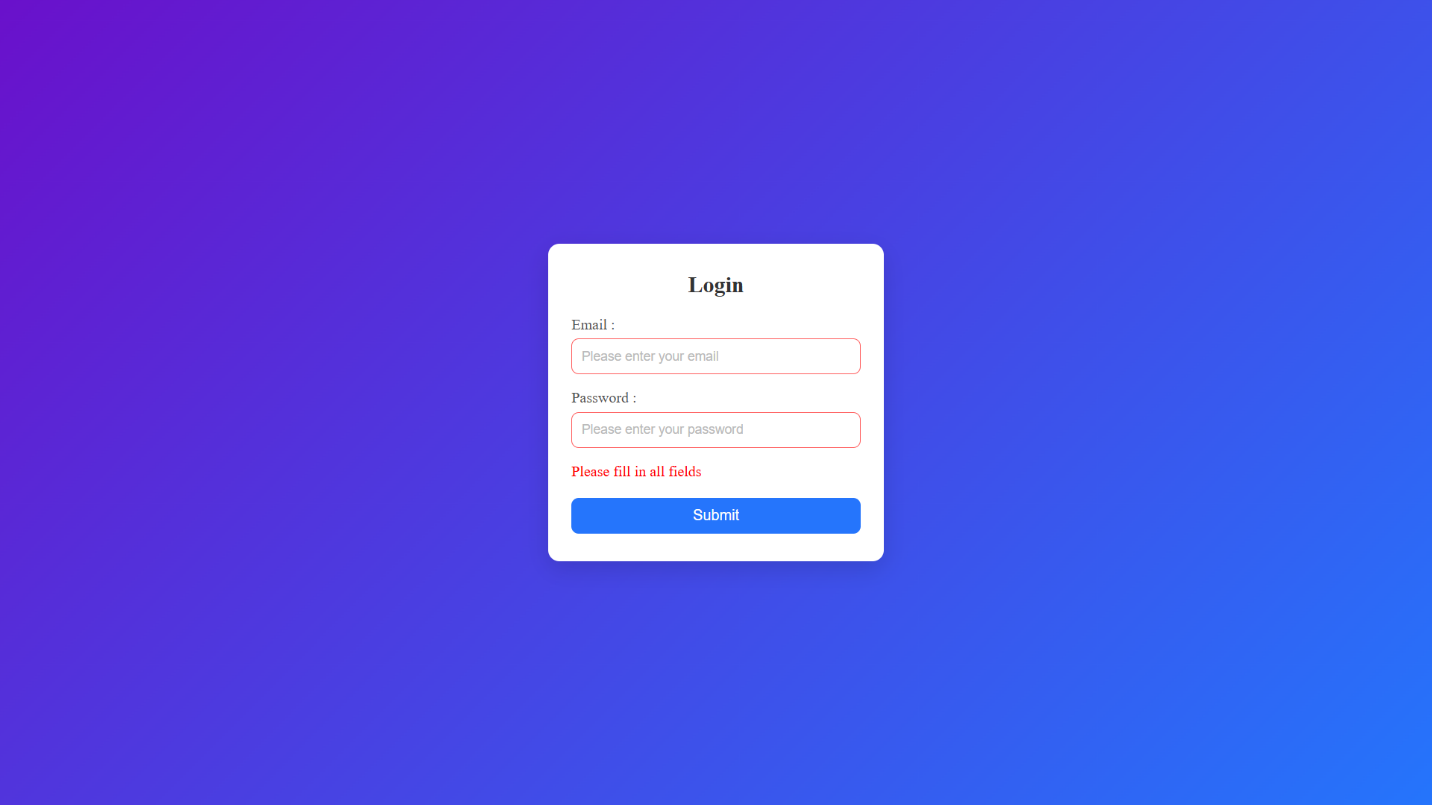 Login
Email :
Please enter your email
Password :
Please enter your password
Please fill in all fields
Submit